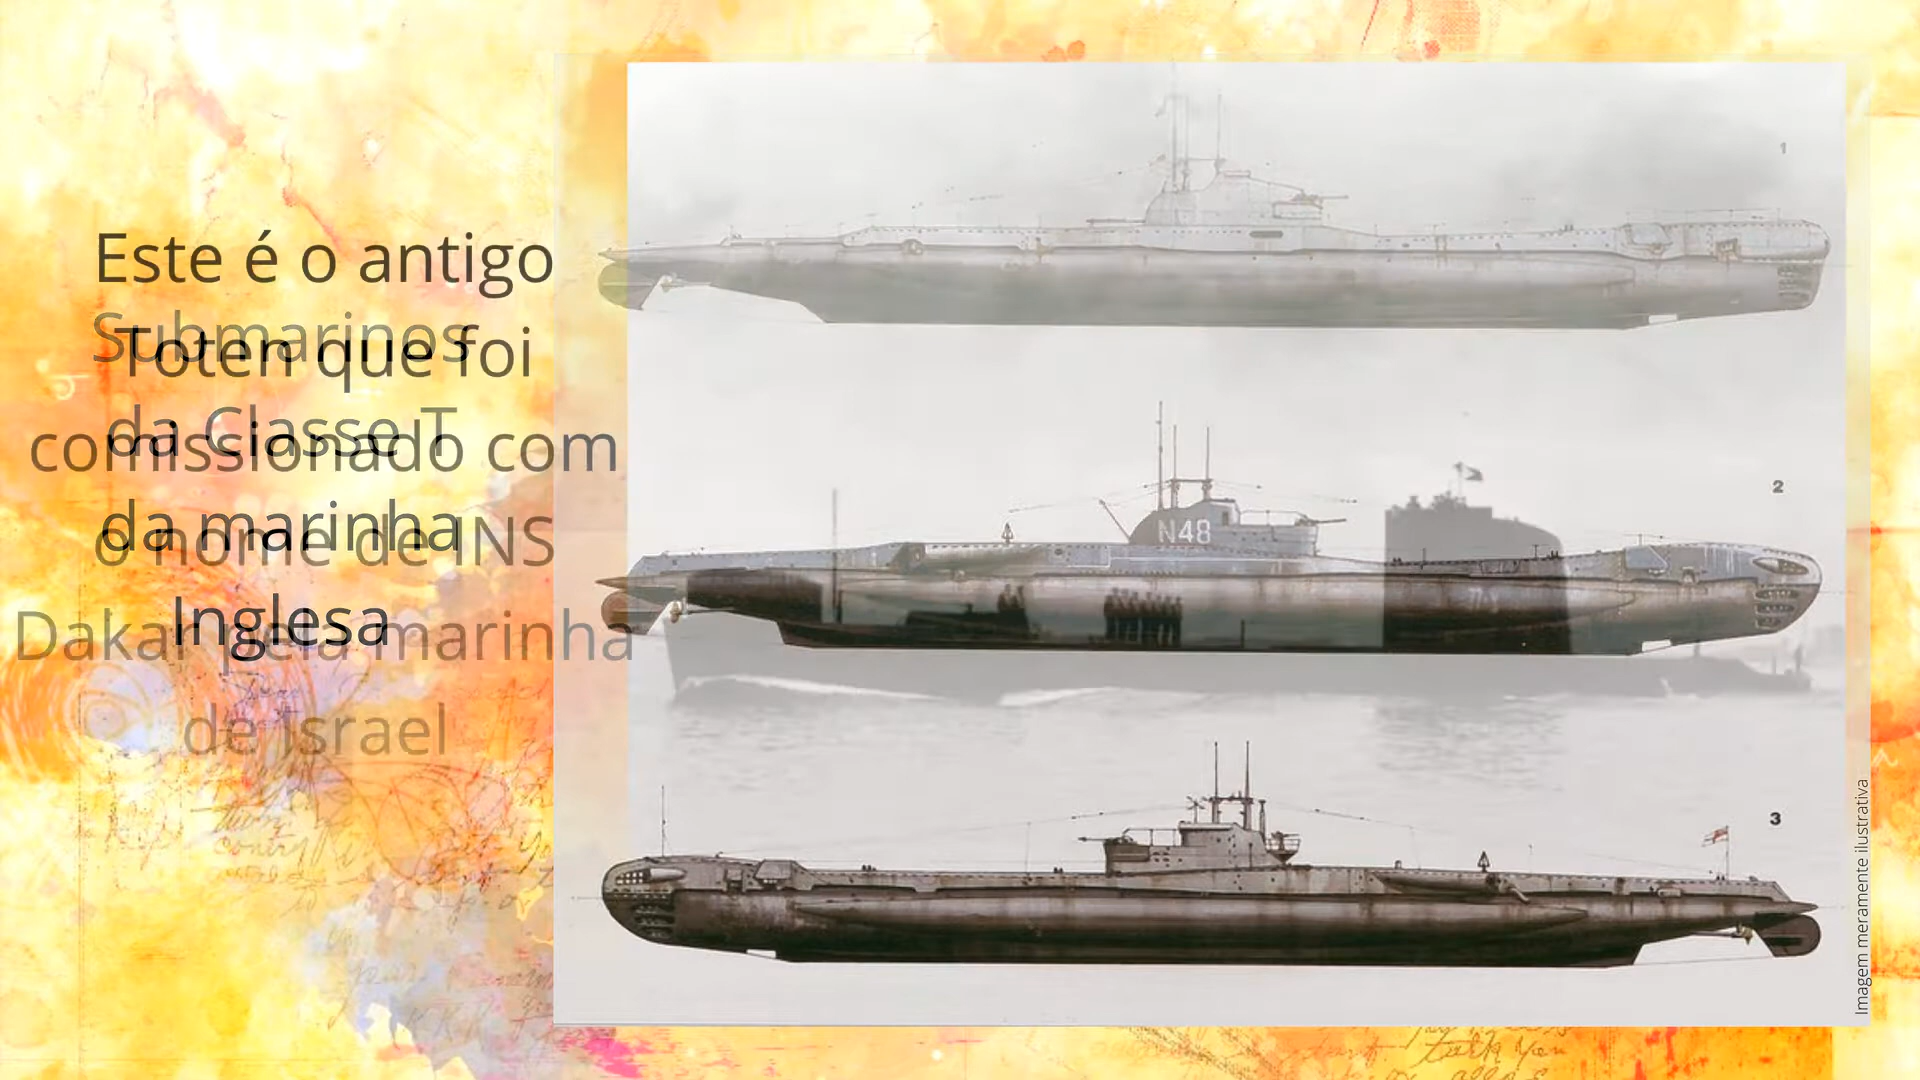 Este é o antigo
Toten que foi
comissionado com
o nome de INS
Dakar pela marinha
de Israel
Submarinos
da Classe T
da marinha
Inglesa
1
N48
2
3
Imagem meramente ilustrativa